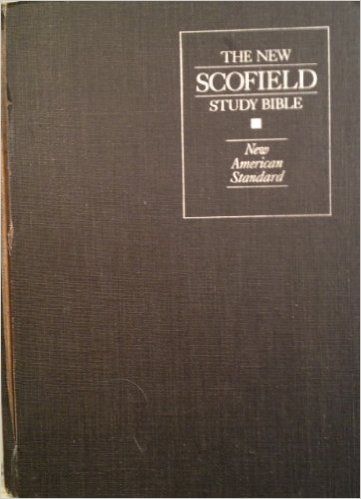 THE NEW
SCOFIELD
STUDY BIBLE
New
American
Standard